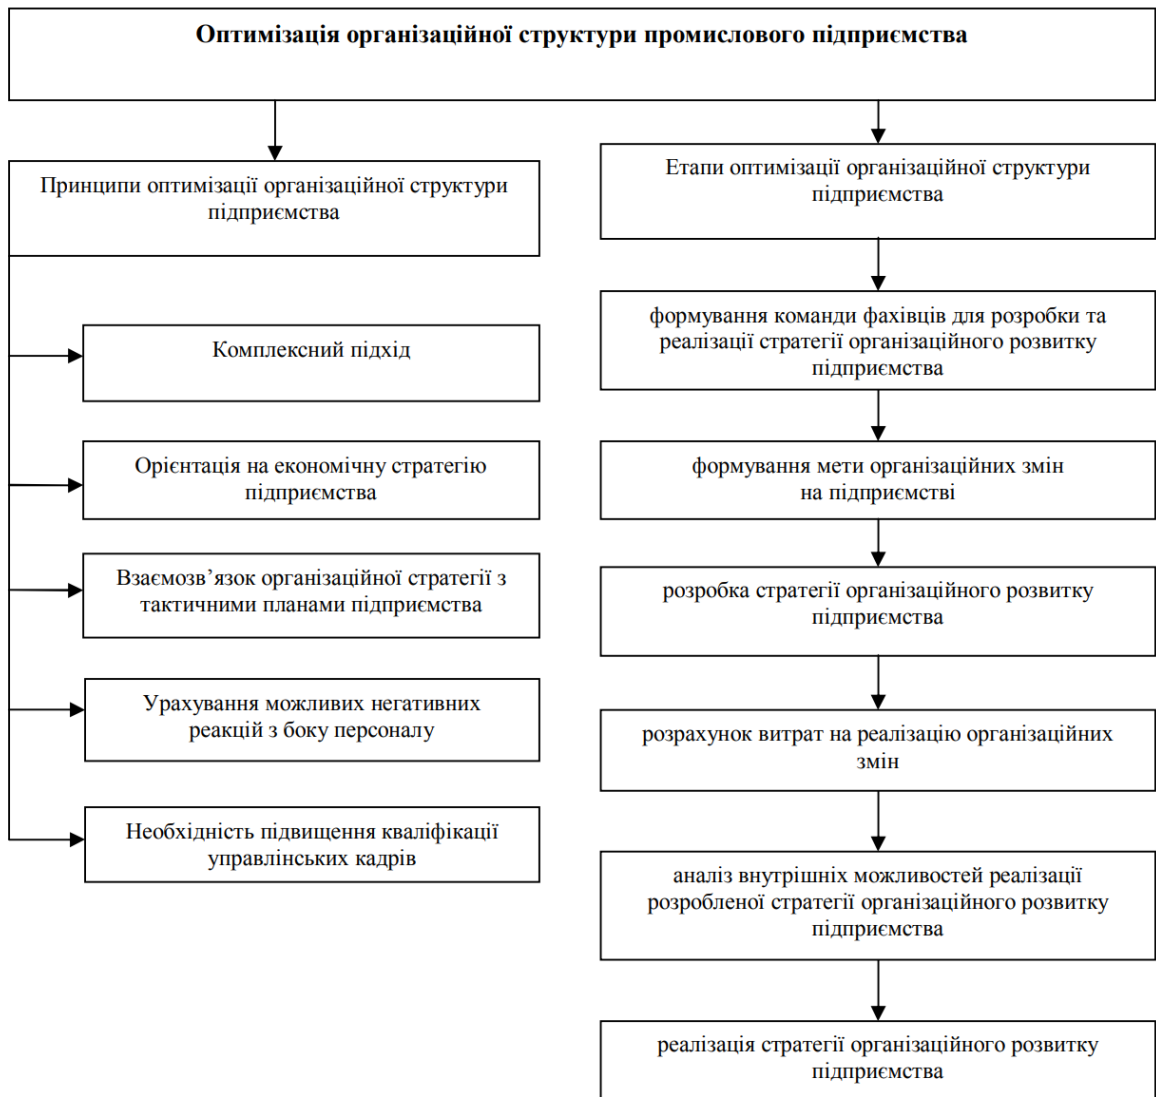 Оптимізація організаційної структури промислового підприємства
Принципи оптимізації організаційної структури
підприємства
Комплексний підхід
Орієнтація на економічну стратегію
підприємства
Взаємозв’язок організаційної стратегії з
тактичними планами підприємства
Урахування можливих негативних
реакцій з боку персоналу
Необхідність підвищення кваліфікації
управлінських кадрів
Етапи оптимізації організаційної структури
підприємства
формування команди фахівців для розробки та
реалізації стратегії організаційного розвитку
підприємства
формування мети організаційних змін
на підприємстві
розробка стратегії організаційного розвитку
підприємства
розрахунок витрат на реалізацію організаційних
змін
аналіз внутрішніх можливостей реалізації
розробленої стратегії організаційного розвитку
підприємства
реалізація стратегії організаційного розвитку
підприємства